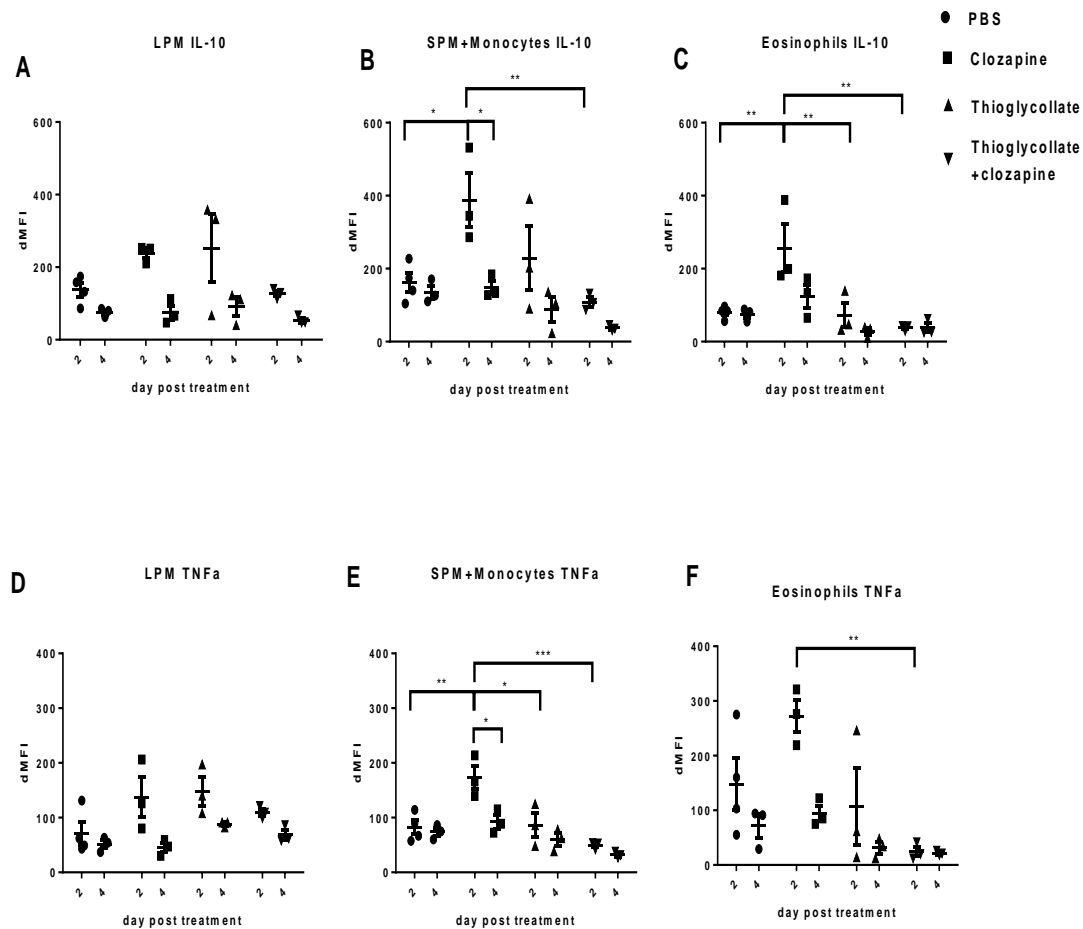 PBS
Clozapine
Thioglycollate
Thioglycollate
+clozapine
A
LPM IL-10
dMFI
600
400
200
0
2 4 2 4 2 4 2 4
day post treatment
B
SPM+Monocytes IL-10
**
*
*
dMFI
600
400
200
0
2 4 2 4 2 4 2 4
day post treatment
C
Eosinophils IL-10
**
**
**
dMFI
600
400
200
0
2 4 2 4 2 4 2 4
day post treatment
D
LPM TNFa
dMFI
400
300
200
100
0
2 4 2 4 2 4 2 4
day post treatment
E
SPM+Monocytes TNFa
***
**
*
*
dMFI
400
300
200
100
0
2 4 2 4 2 4 2 4
day post treatment
F
Eosinophils TNFa
**
dMFI
400
300
200
100
0
2 4 2 4 2 4 2 4
day post treatment